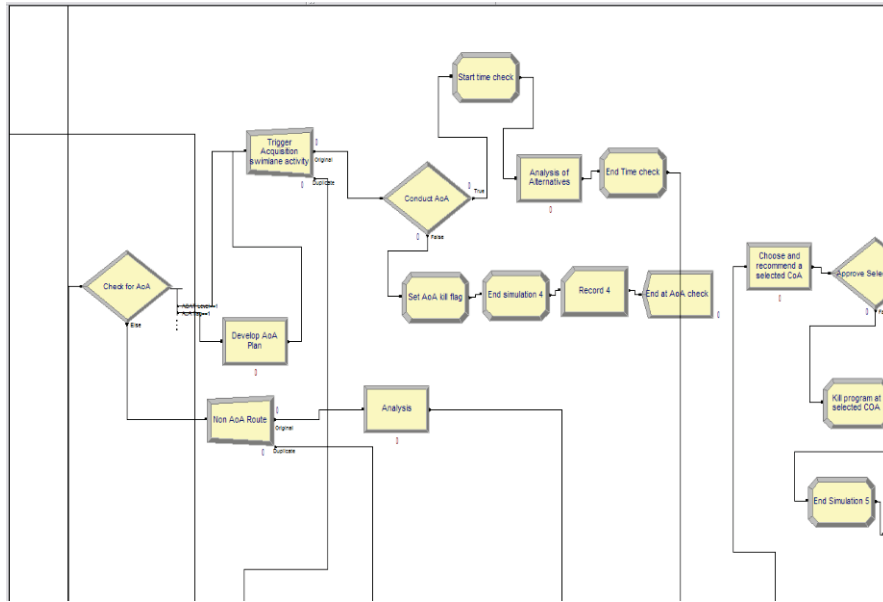 Start time check
Trigger
Acquisition
swimlane activity
Original
Duplicate
Analysis of
Alternatives
End Time check
Conduct AoA
True
False
Check for AoA
Else
Set AoA kill flag
End simulation 4
Record 4
End at AoA check
Choose and
recommend a
selected CoA
Approve Selec
Develop AoA
Plan
Non AoA Route
Original
Duplicate
Analysis
Kill program at
selected COA
End Simulation 5